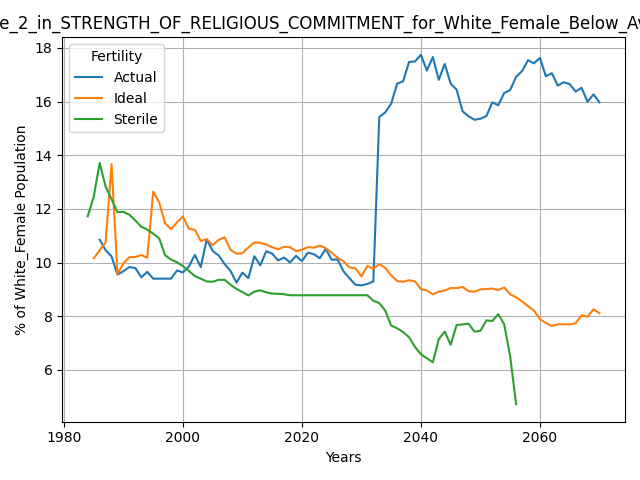 e_2_in_STRENGTH_OF_RELIGIOUS_COMMITMENT_for_White_Female_Below_Av
Fertility
Actual
Ideal
Sterile
% of White_Female Population
18
16
14
12
10
8
6
1980
2000
2020
2040
2060
Years